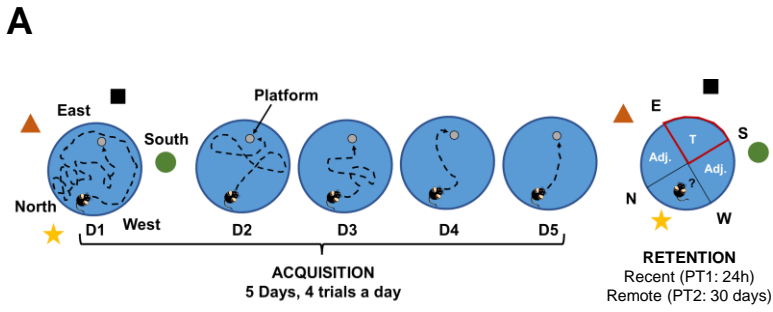 A
East
South
North
West
Platform
D1
D2
D3
D4
D5
ACQUISITION
5 Days, 4 trials a day
E
S
T
Adj.
Adj.
?
N
W
RETENTION
Recent (PT1: 24h)
Remote (PT2: 30 days)